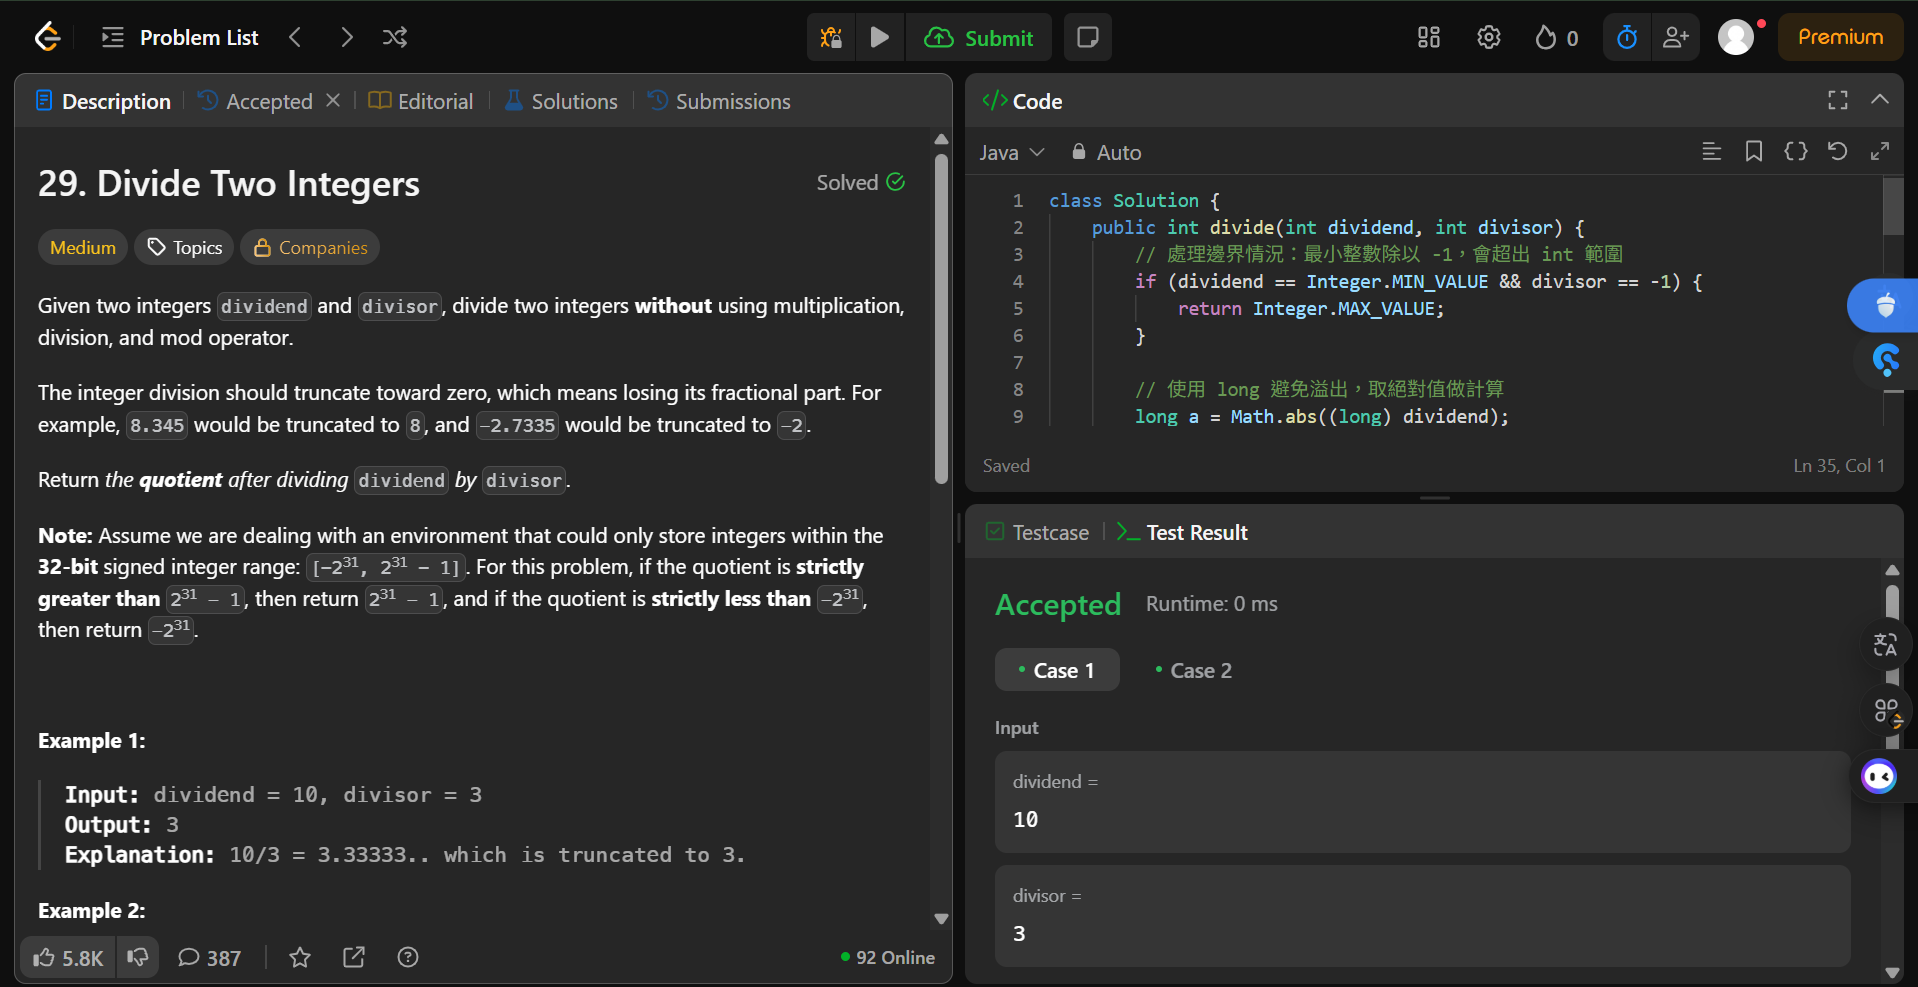 Problem List
Submit
0
Premium
Description
Accepted
Editorial
Solutions
Submissions
29. Divide Two Integers
Solved
Medium
Topics
Companies
Given two integers dividend and divisor, divide two integers without using multiplication,
division, and mod operator.
The integer division should truncate toward zero, which means losing its fractional part. For
example, 8.345 would be truncated to 8, and -2.7335 would be truncated to -2.
Return the quotient after dividing dividend by divisor.
Note: Assume we are dealing with an environment that could only store integers within the
32-bit signed integer range: [−2³¹, 2³¹ − 1]. For this problem, if the quotient is strictly
greater than 2³¹ − 1, then return 2³¹ − 1, and if the quotient is strictly less than −2³¹,
then return −2³¹.
Example 1:
Input: dividend = 10, divisor = 3
Output: 3
Explanation: 10/3 = 3.33333.. which is truncated to 3.
Example 2:
5.8K
387
92 Online
</> Code
Java
Auto
1 class Solution {
2 public int divide(int dividend, int divisor) {
3 // 處理邊界情況：最小整數除以 -1，會超出 int 範圍
4 if (dividend == Integer.MIN_VALUE && divisor == -1) {
5 return Integer.MAX_VALUE;
6 }
7
8 // 使用 long 避免溢出，取絕對值做計算
9 long a = Math.abs((long) dividend);
Saved
Ln 35, Col 1
Testcase
Test Result
Accepted
Runtime: 0 ms
Case 1
Case 2
Input
dividend =
10
divisor =
3